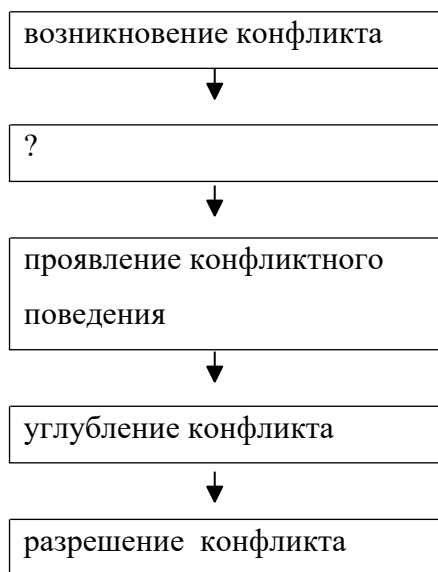 возникновение конфликта
?
проявление конфликтного
поведения
углубление конфликта
разрешение конфликта